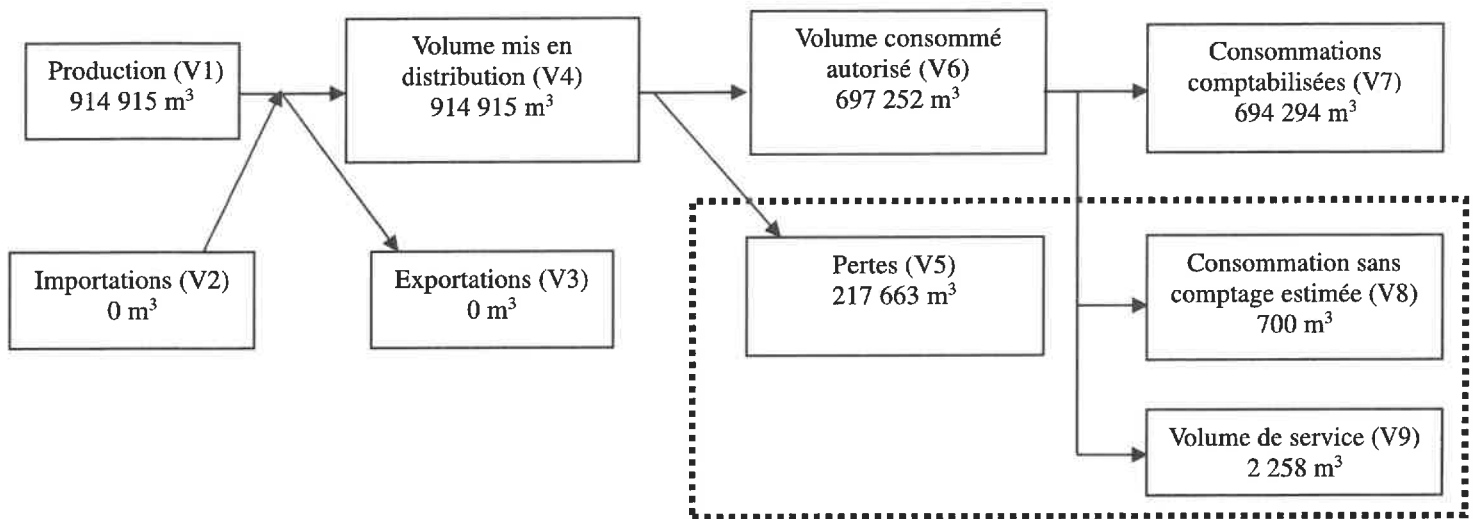 Production (V1)
914 915 m³
Volume mis en
distribution (V4)
914 915 m³
Volume consommé
autorisé (V6)
697 252 m³
Consommations
comptabilisées (V7)
694 294 m³
Importations (V2)
0 m³
Exportations (V3)
0 m³
Pertes (V5)
217 663 m³
Consommation sans
comptage estimée (V8)
700 m³
Volume de service (V9)
2 258 m³